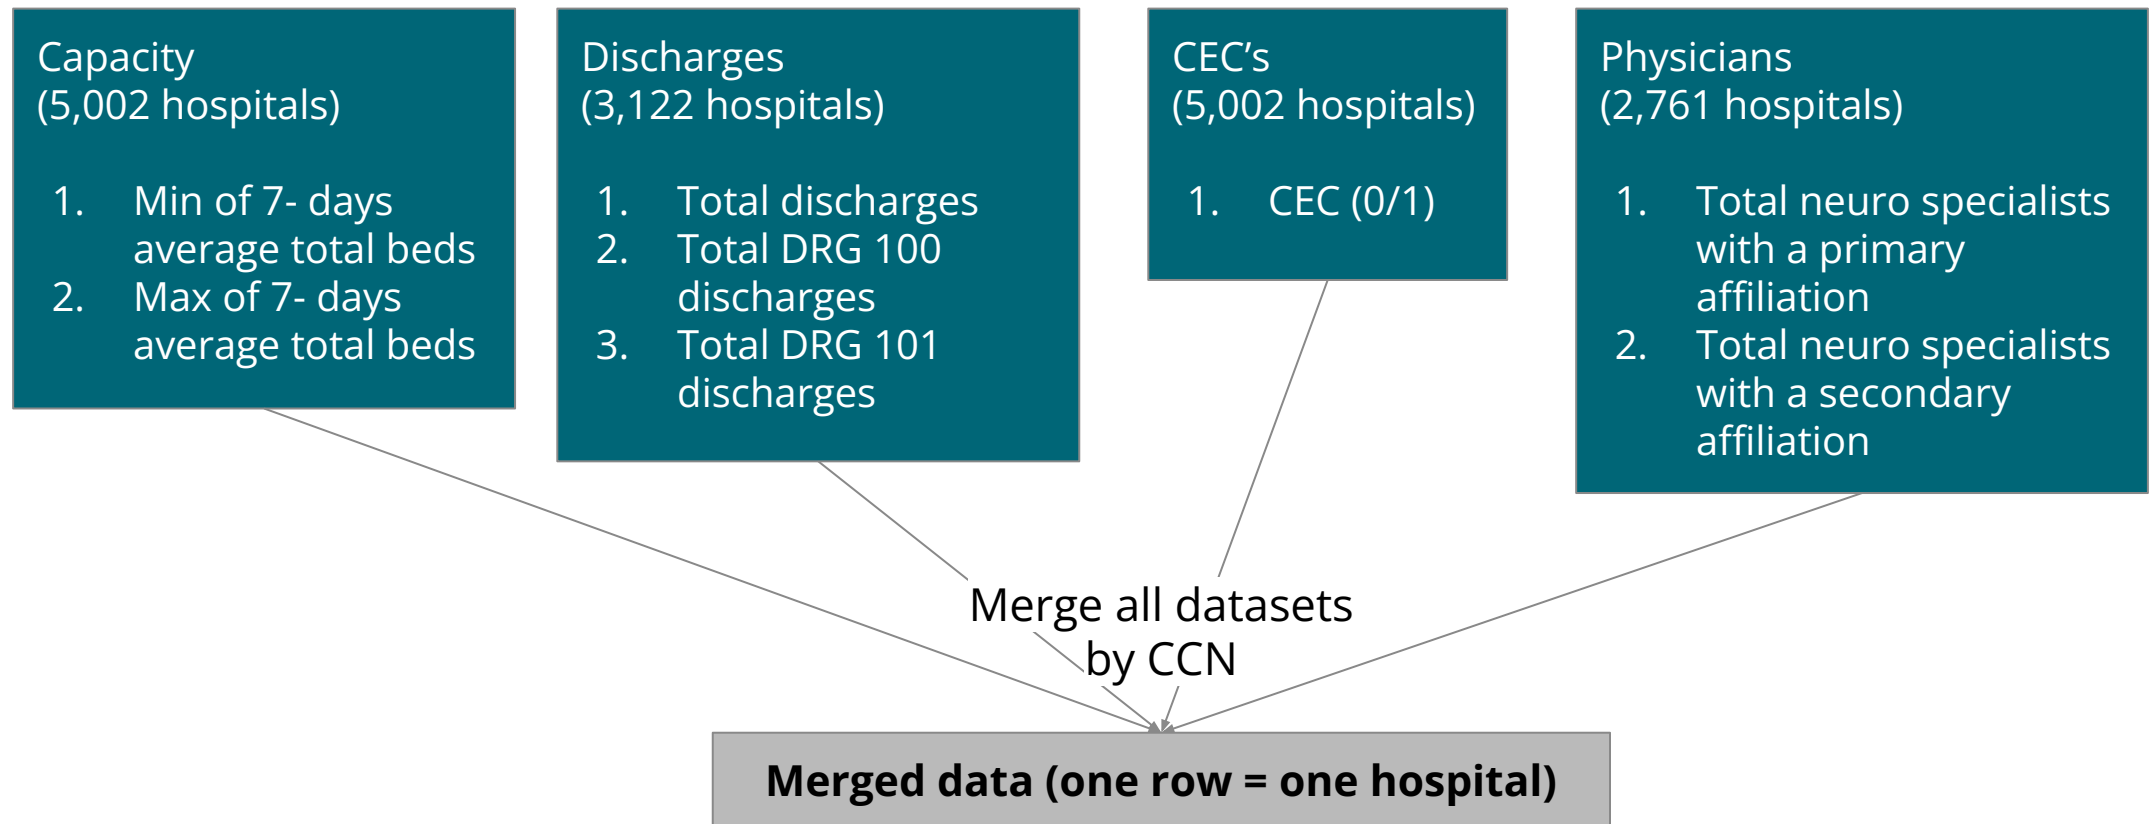 Capacity
(5,002 hospitals)
1. Min of 7- days
average total beds
2. Max of 7- days
average total beds
Discharges
(3,122 hospitals)
1. Total discharges
2. Total DRG 100
discharges
3. Total DRG 101
discharges
CEC’s
(5,002 hospitals)
1. CEC (0/1)
Physicians
(2,761 hospitals)
1. Total neuro specialists
with a primary
affiliation
2. Total neuro specialists
with a secondary
affiliation
Merge all datasets
by CCN
Merged data (one row = one hospital)